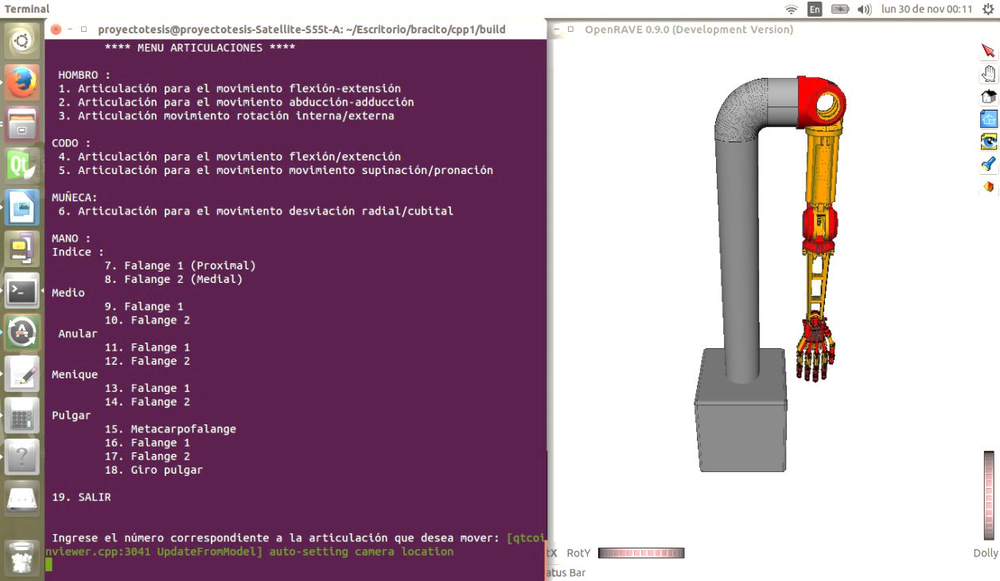 Terminal
En
lun 30 de nov 00:11
proyectotesis@proyectotesis-Satellite-S55t-A: ~/Escritorio/bracito/cpp1/build
OpenRAVE 0.9.0 (Development Version)
**** MENU ARTICULACIONES ****
HOMBRO :
1. Articulación para el movimiento flexión-extensión
2. Articulación para el movimiento abducción-adducción
3. Articulación movimiento rotación interna/externa
CODO :
4. Articulación para el movimiento flexión/extención
5. Articulación para el movimiento movimiento supinación/pronación
MUÑECA:
6. Articulación para el movimiento desviación radial/cubital
MANO :
Indice :
7. Falange 1 (Proximal)
8. Falange 2 (Medial)
Medio
9. Falange 1
10. Falange 2
Anular
11. Falange 1
12. Falange 2
Menique
13. Falange 1
14. Falange 2
Pulgar
15. Metacarpofalange
16. Falange 1
17. Falange 2
18. Giro pulgar
19. SALIR
Ingrese el número correspondiente a la articulación que desea mover: [qtcoi
nviewer.cpp:3041 UpdateFromModel] auto-setting camera location
tX RotY
Dolly
atus Bar
Qt
>_
A
?